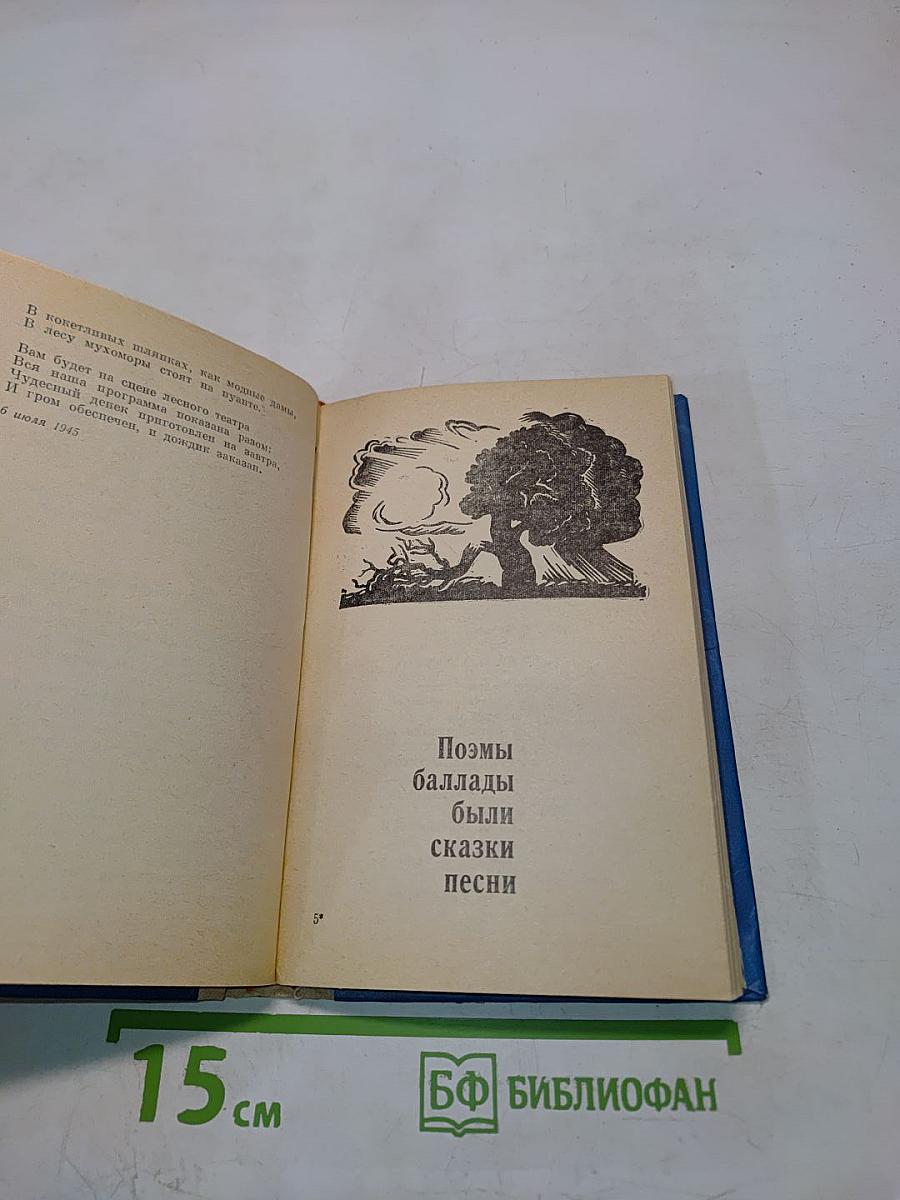 В кокетливых шляпках, как модные дамы,
В лесу мухоморы стоят на пуанте.
Вам будет на сцене лесного театра
Вся наша программа показана разом;
Чудесный денек приготовлен на завтра,
И гром обеспечен, и дождик заказан.
6 июля 1945
Поэмы
баллады
были
сказки
песни
5*
15 см
БФ БИБЛИОФАН